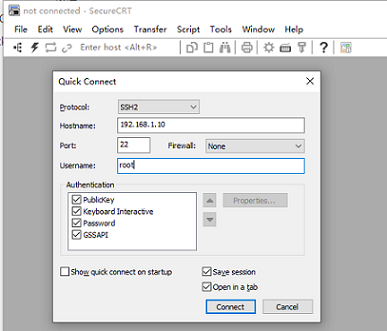 not connected - SecureCRT
File Edit View Options Transfer Script Tools Window Help
Enter host <Alt+R>
Quick Connect
Protocol: SSH2
Hostname: 192.168.1.10
Port: 22 Firewall: None
Username: root
Authentication
PublicKey Properties...
Keyboard Interactive
Password
GSSAPI
Show quick connect on startup Save session
Open in a tab
Connect Cancel